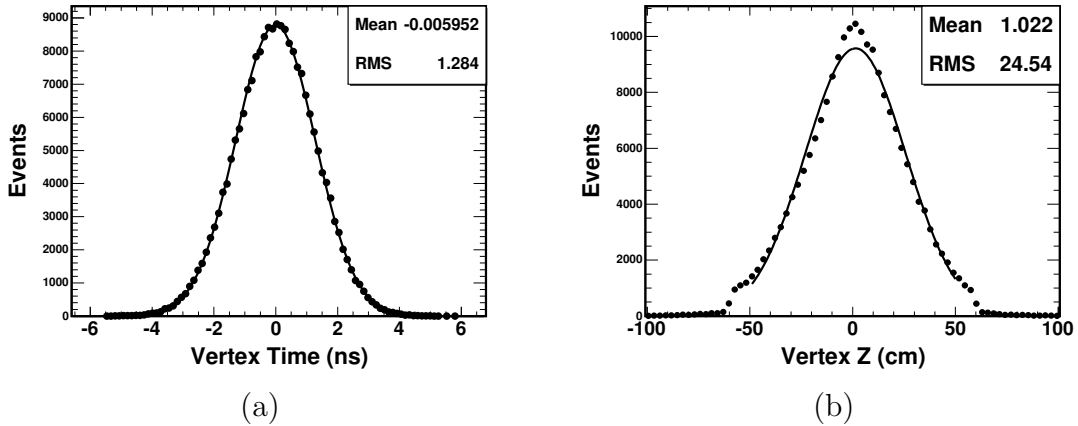 9000
8000
7000
6000
5000
4000
3000
2000
1000
0
Events
Mean -0.005952
RMS 1.284
-6 -4 -2 0 2 4 6
Vertex Time (ns)
(a)
10000
8000
6000
4000
2000
0
Events
Mean 1.022
RMS 24.54
-100 -50 0 50 100
Vertex Z (cm)
(b)